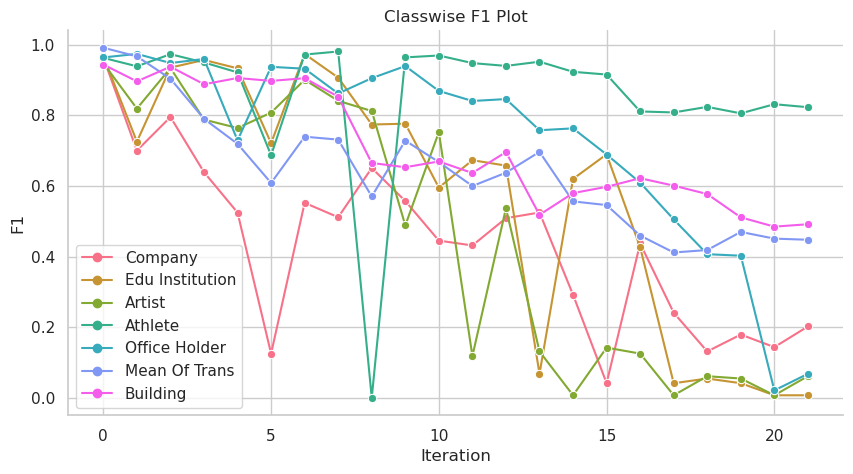 Classwise F1 Plot
F1
1.0
0.8
0.6
0.4
0.2
0.0
Company
Edu Institution
Artist
Athlete
Office Holder
Mean Of Trans
Building
0 5 10 15 20
Iteration